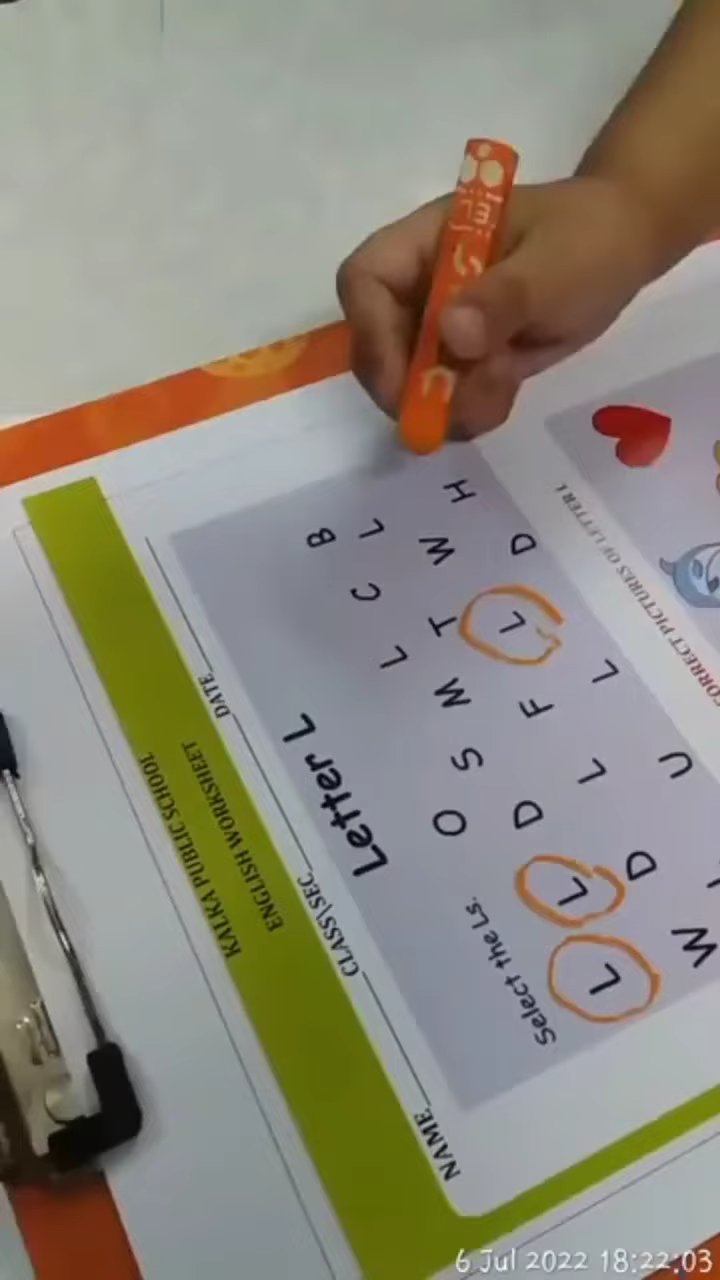 KALKA PUBLIC SCHOOL
ENGLISH WORKSHEET
NAME CLASS\SEC DATE
Letter L
Select the Ls.
O S L C B
L L D M T L
W D L F L W H
U L D
CORRECT PICTURES OF LETTER L
6 Jul 2022 18:22:03